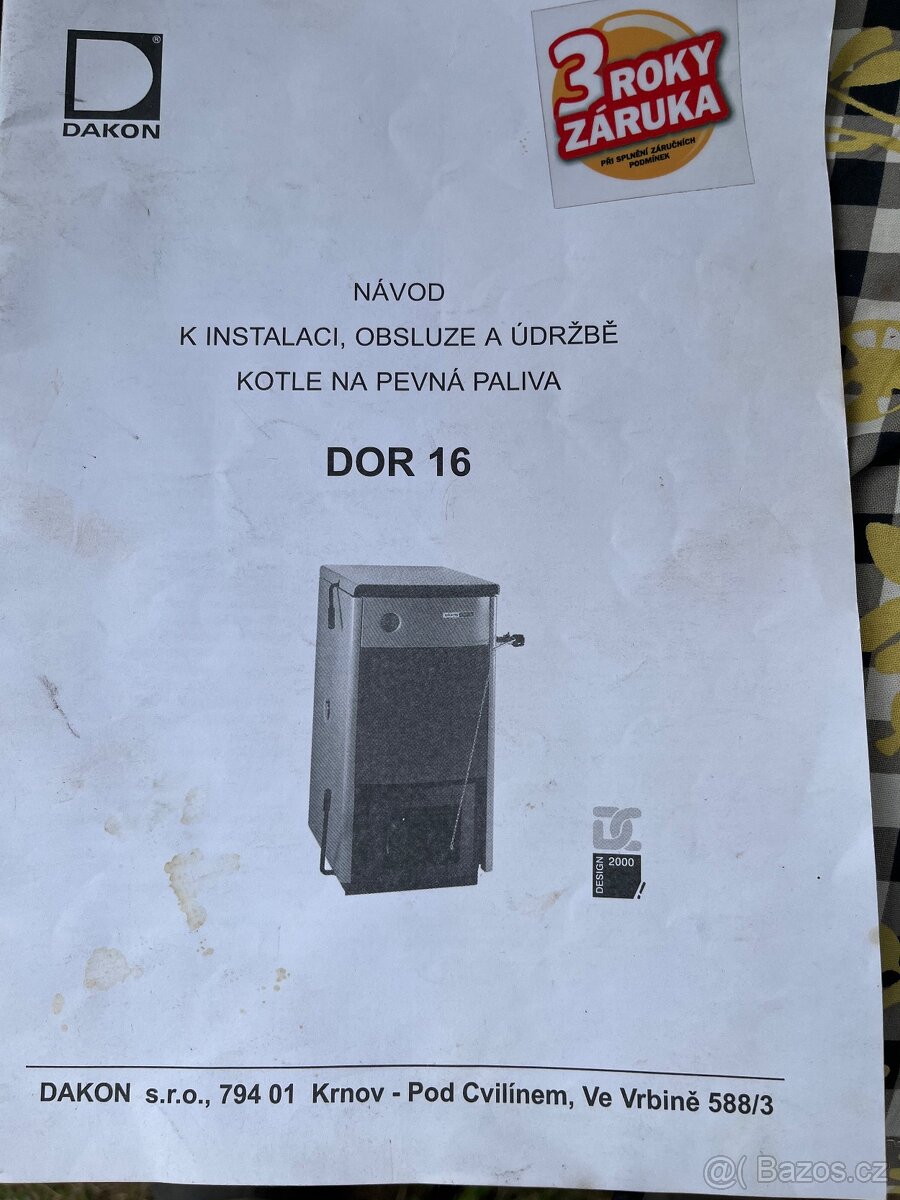 DAKON
3 ROKY
ZÁRUKA
PŘI SPLNĚNÍ ZÁRUČNÍCH
PODMÍNEK
NÁVOD
K INSTALACI, OBSLUZE A ÚDRŽBĚ
KOTLE NA PEVNÁ PALIVA
DOR 16
DESIGN
2000
DAKON s.r.o., 794 01 Krnov - Pod Cvilínem, Ve Vrbině 588/3
@( Bazos.cz